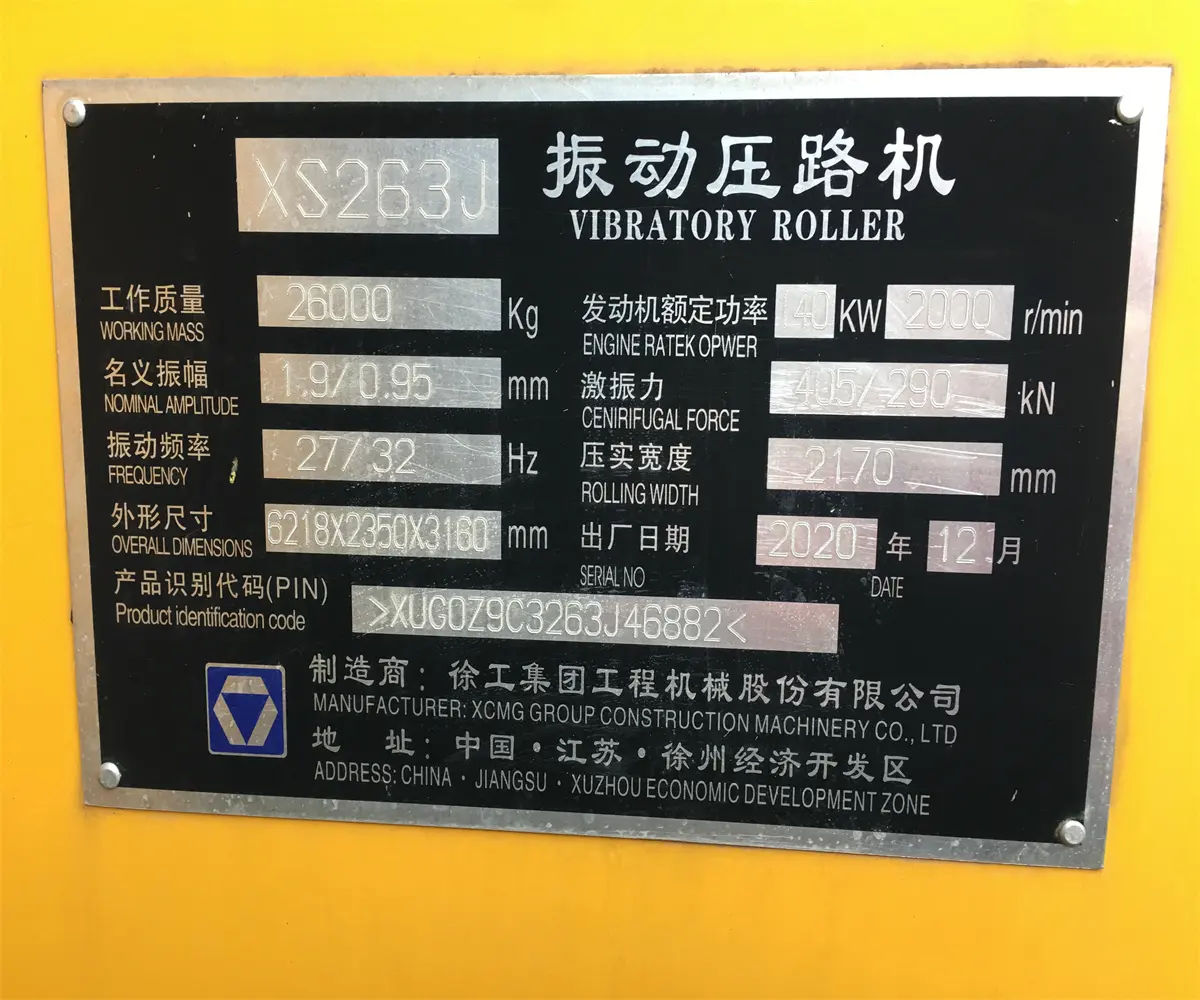 XS263J 振动压路机
VIBRATORY ROLLER
工作质量 26000 Kg 发动机额定功率 140 KW 2000 r/min
WORKING MASS ENGINE RATEK OPWER
名义振幅 1.9/0.95 mm 激振力 405/290 kN
NOMINAL AMPLITUDE CENIRIFUGAL FORCE
振动频率 27/32 Hz 压实宽度 2170 mm
FREQUENCY ROLLING WIDTH
外形尺寸 6218X2350X3160 mm 出厂日期 2020 年 12 月
OVERALL DIMENSIONS SERIAL NO DATE
产品识别代码(PIN) >XUG0Z9C3263J46882<
Product identification code
制造商：徐工集团工程机械股份有限公司
MANUFACTURER: XCMG GROUP CONSTRUCTION MACHINERY CO., LTD
地 址：中国·江苏·徐州经济开发区
ADDRESS: CHINA · JIANGSU · XUZHOU ECONOMIC DEVELOPMENT ZONE